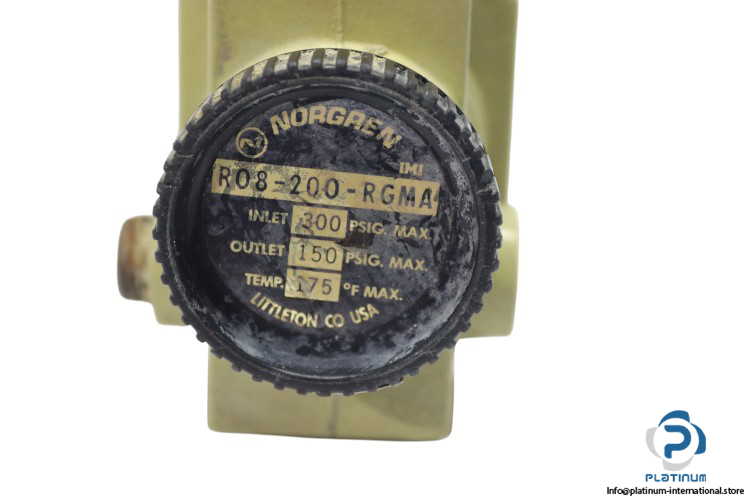 NORGREN
IMI
R08-200-RGMA
INLET 300 PSIG. MAX.
OUTLET 150 PSIG. MAX.
TEMP. 175 °F MAX.
LITTLETON CO USA
PLATINUM
Info@platinum-international.store